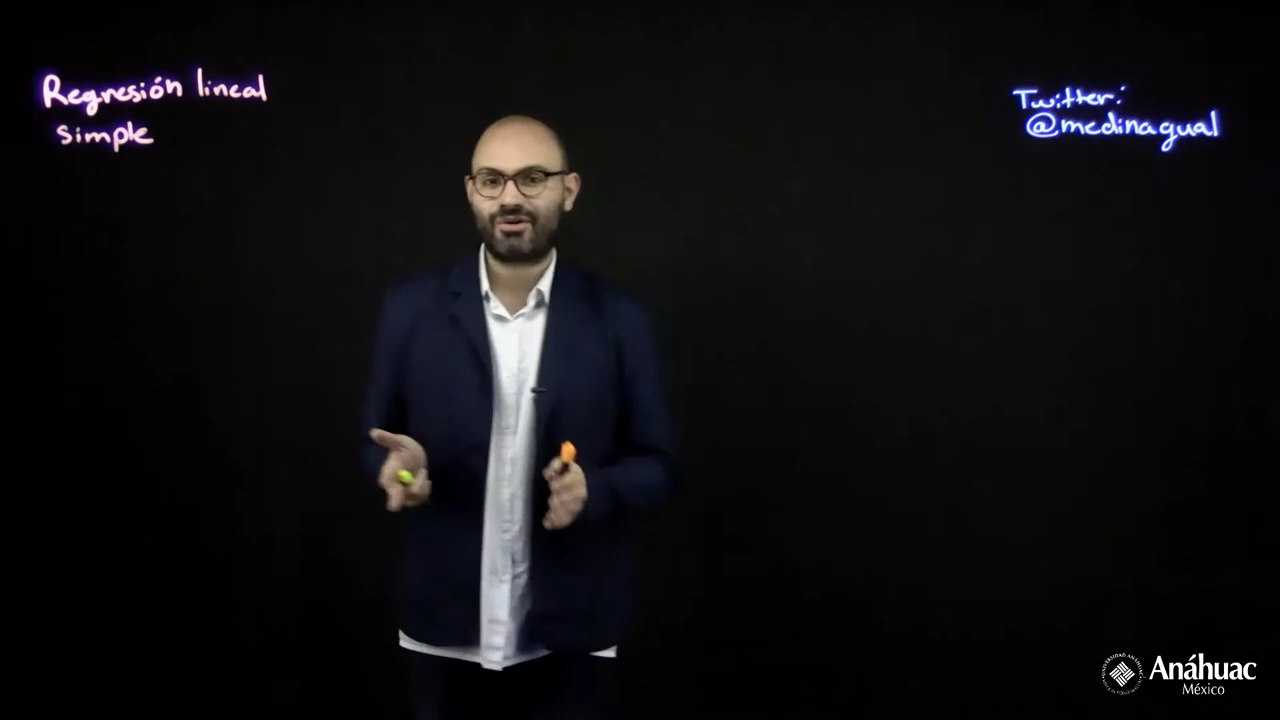 Regresión lineal
simple
Twitter:
@medinagual
Anáhuac
México